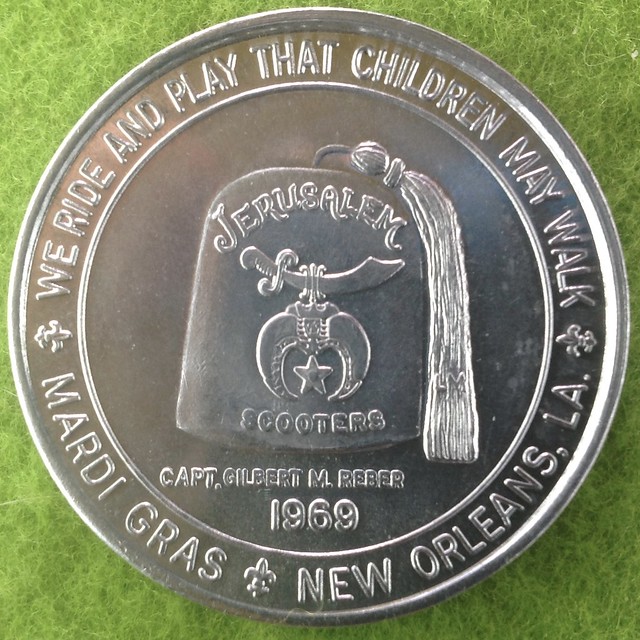 WE RIDE AND PLAY THAT CHILDREN MAY WALK
JERUSALEM
SCOOTERS
HM
CAPT. GILBERT M. REBER
1969
MARDI GRAS
NEW ORLEANS, LA.